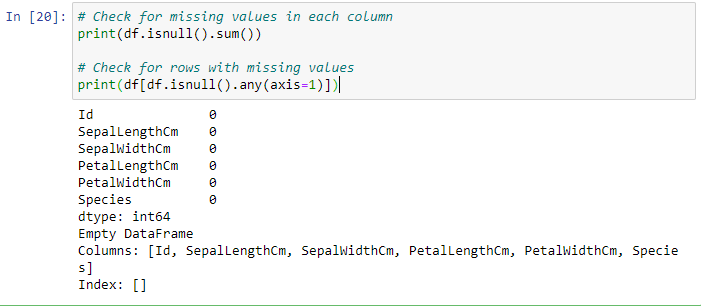 In [20]: # Check for missing values in each column
print(df.isnull().sum())
# Check for rows with missing values
print(df[df.isnull().any(axis=1)])
Id 0
SepalLengthCm 0
SepalWidthCm 0
PetalLengthCm 0
PetalWidthCm 0
Species 0
dtype: int64
Empty DataFrame
Columns: [Id, SepalLengthCm, SepalWidthCm, PetalLengthCm, PetalWidthCm, Specie
s]
Index: []